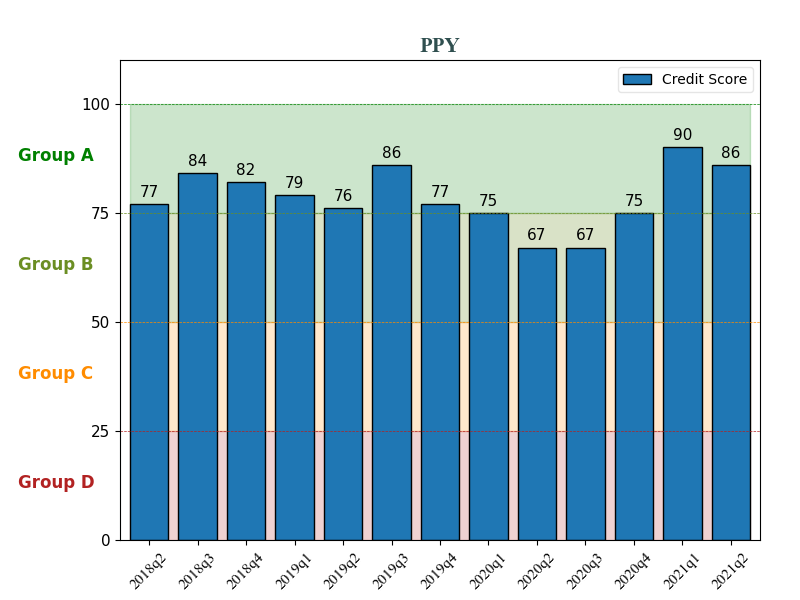 PPY
Credit Score
100
75
50
25
0
Group A
Group B
Group C
Group D
77
84
82
79
76
86
77
75
67
67
75
90
86
2018q2
2018q3
2018q4
2019q1
2019q2
2019q3
2019q4
2020q1
2020q2
2020q3
2020q4
2021q1
2021q2